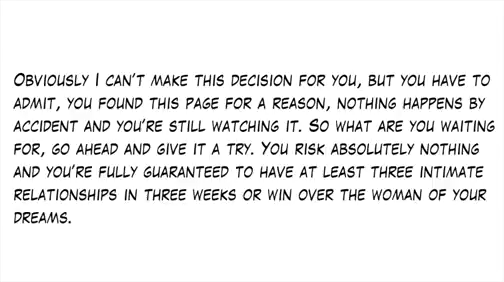 Obviously I can't make this decision for you, but you have to
admit, you found this page for a reason, nothing happens by
accident and you're still watching it. So what are you waiting
for, go ahead and give it a try. You risk absolutely nothing
and you're fully guaranteed to have at least three intimate
relationships in three weeks or win over the woman of your
dreams.